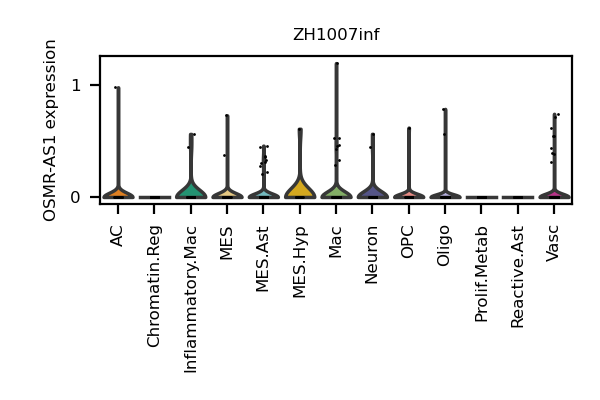 ZH1007inf
OSMR-AS1 expression
1
0
AC
Chromatin.Reg
Inflammatory.Mac
MES
MES.Ast
MES.Hyp
Mac
Neuron
OPC
Oligo
Prolif.Metab
Reactive.Ast
Vasc